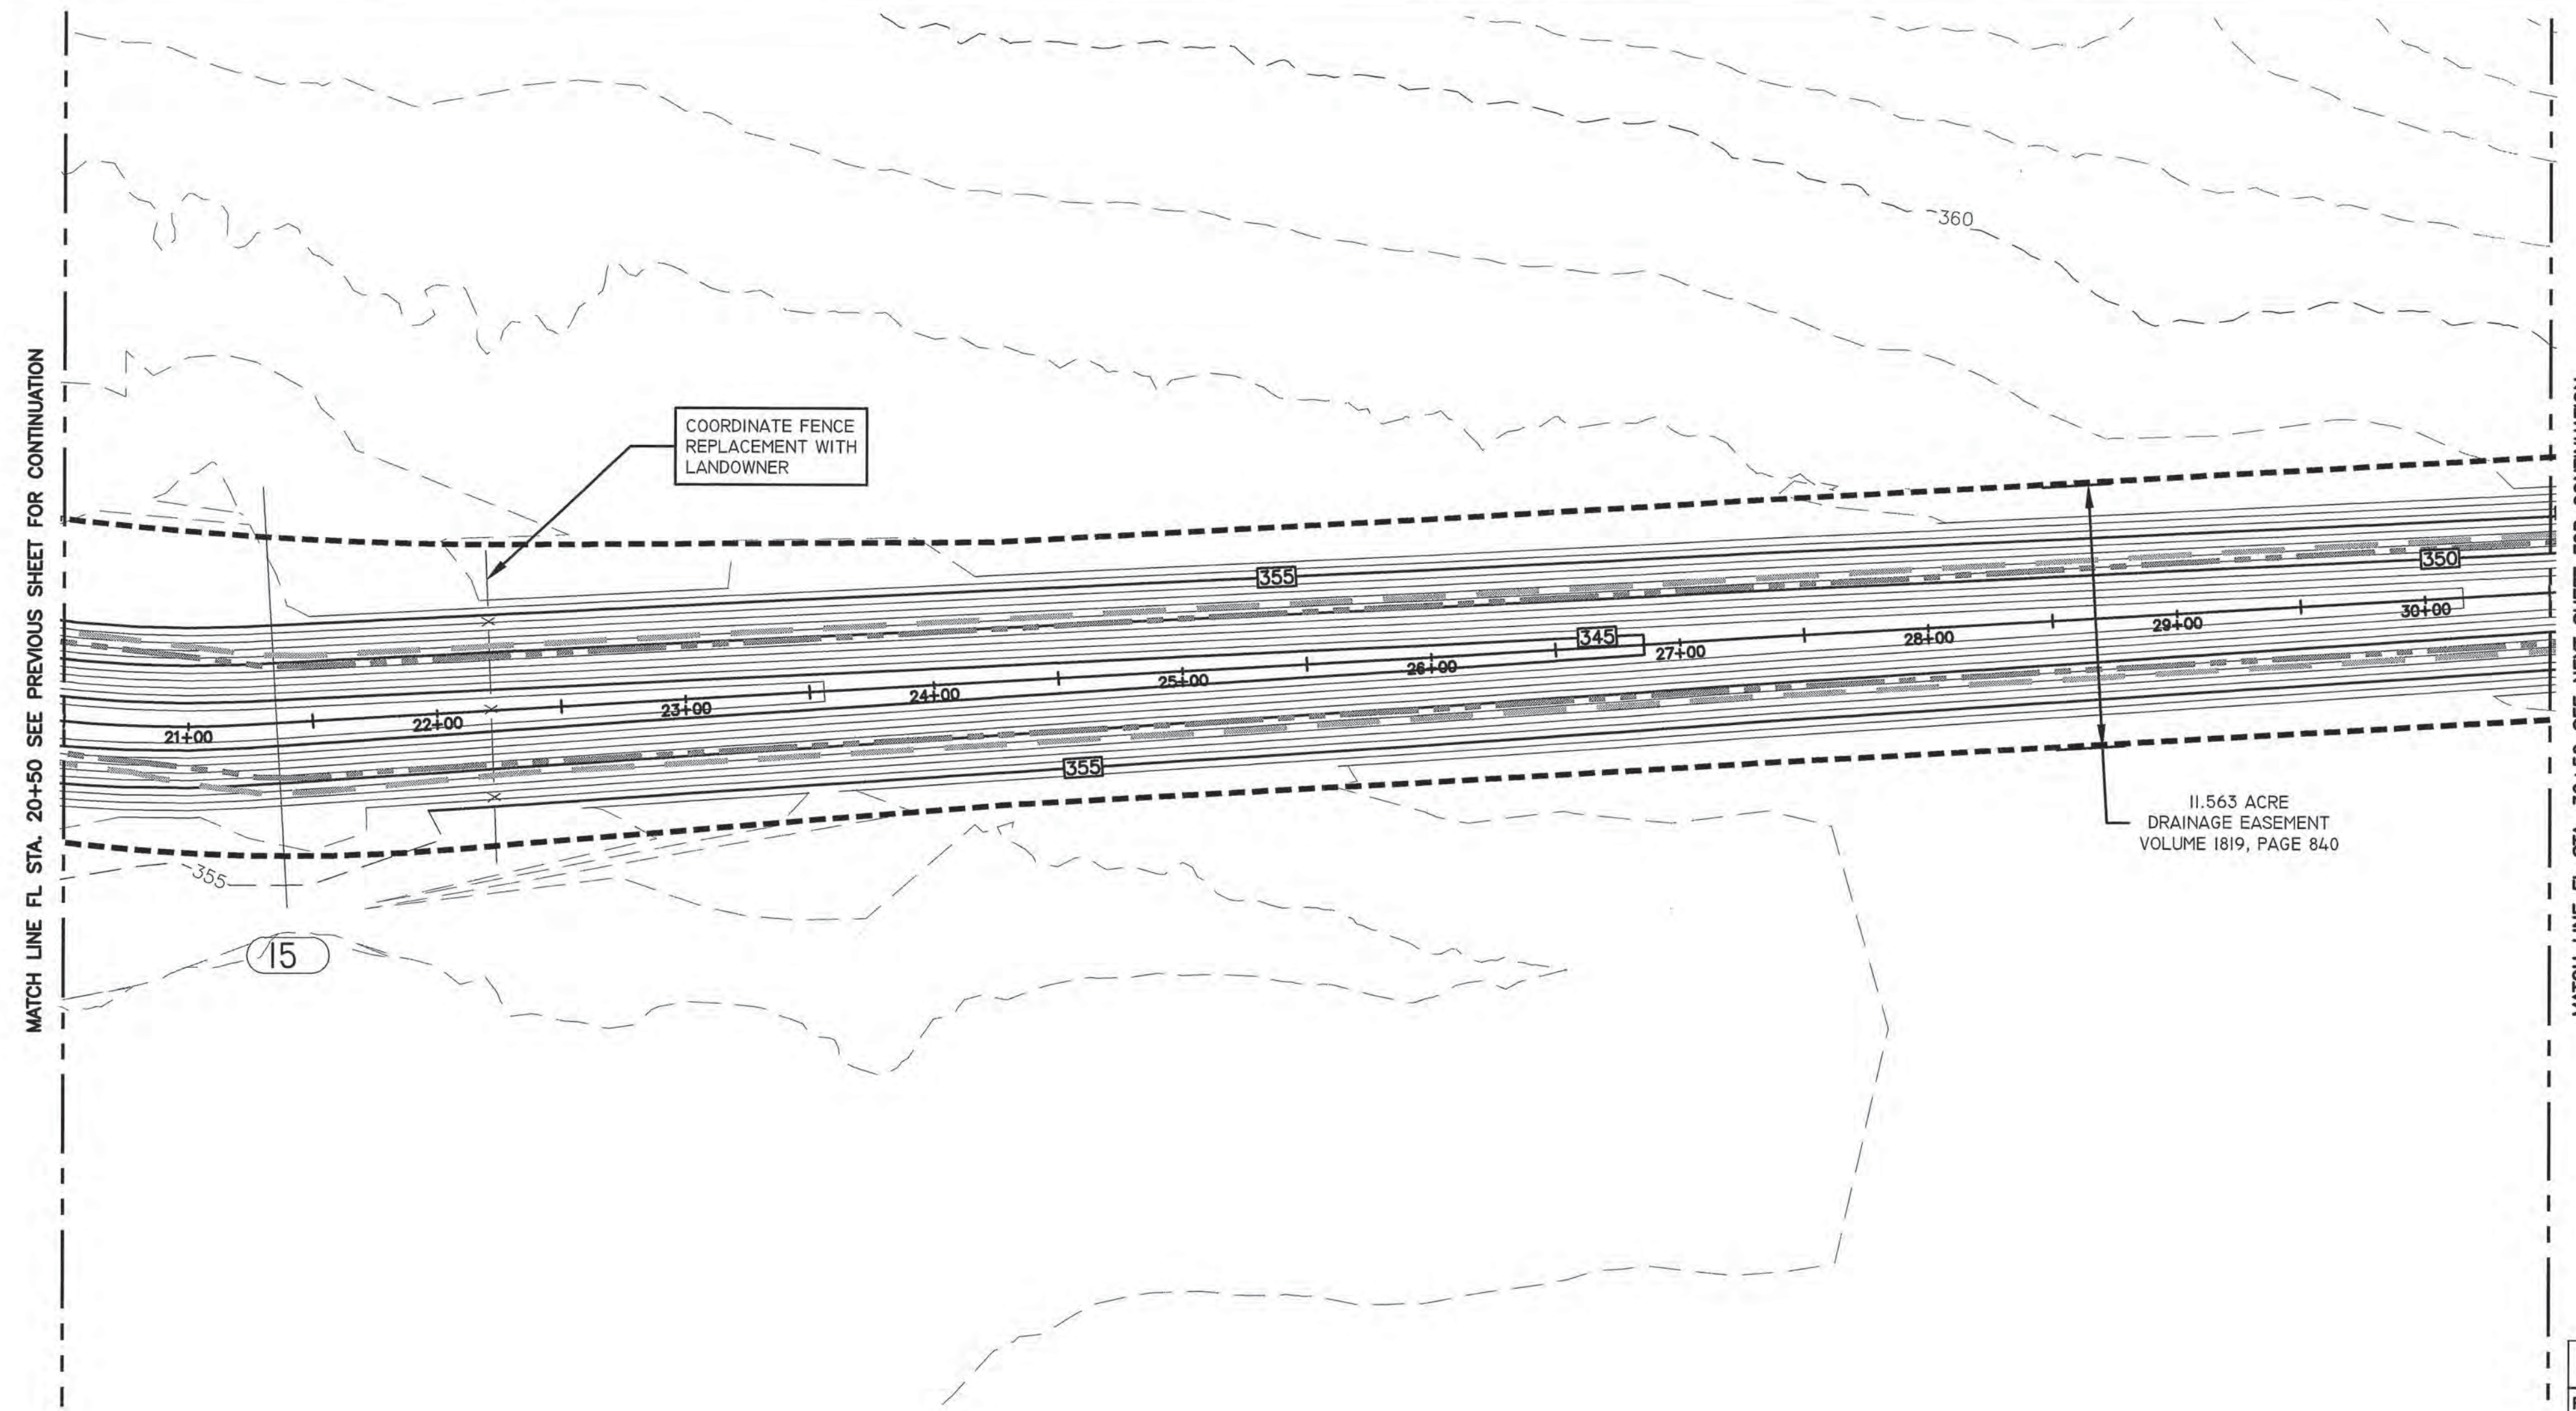 MATCH LINE FL STA. 20+50 SEE PREVIOUS SHEET FOR CONTINUATION
360
COORDINATE FENCE
REPLACEMENT WITH
LANDOWNER
355
350
345
21+00
22+00
23+00
24+00
25+00
26+00
27+00
28+00
29+00
30+00
355
355
11.563 ACRE
DRAINAGE EASEMENT
VOLUME 1819, PAGE 840
15